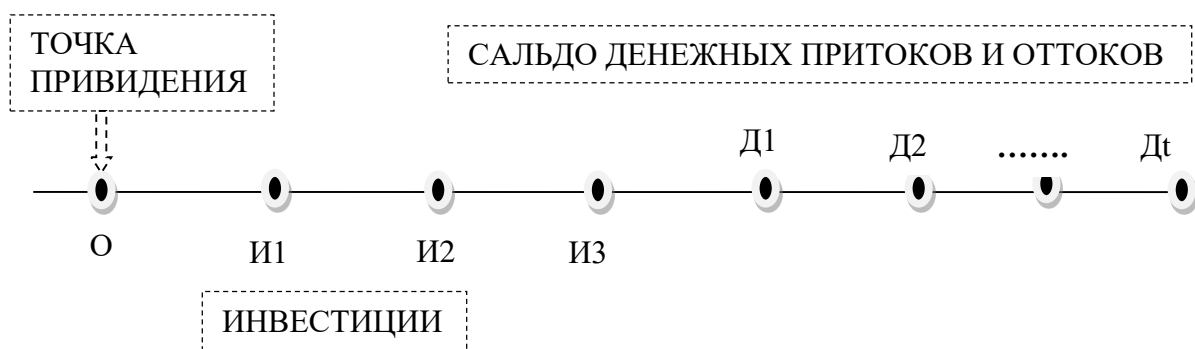 ТОЧКА
ПРИВИДЕНИЯ
САЛЬДО ДЕНЕЖНЫХ ПРИТОКОВ И ОТТОКОВ
Д1 Д2 ....... Дt
О И1 И2 И3
ИНВЕСТИЦИИ